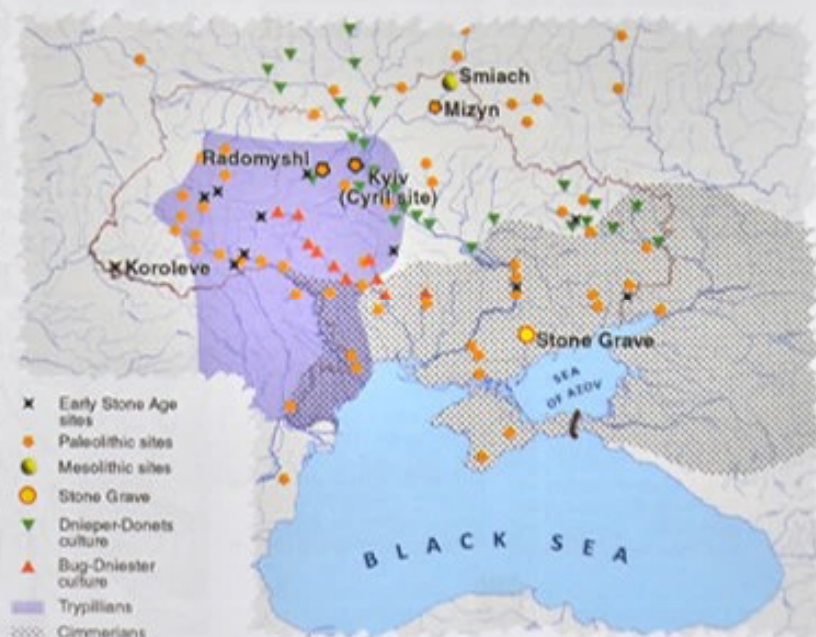 Smiach
Mizyn
Radomyshl
Kyiv
(Cyril site)
Koroleve
Stone Grave
SEA
OF AZOV
BLACK SEA
Early Stone Age
sites
Paleolithic sites
Mesolithic sites
Stone Grave
Dnieper-Donets
culture
Bug-Dniester
culture
Trypillians
Cimmerians